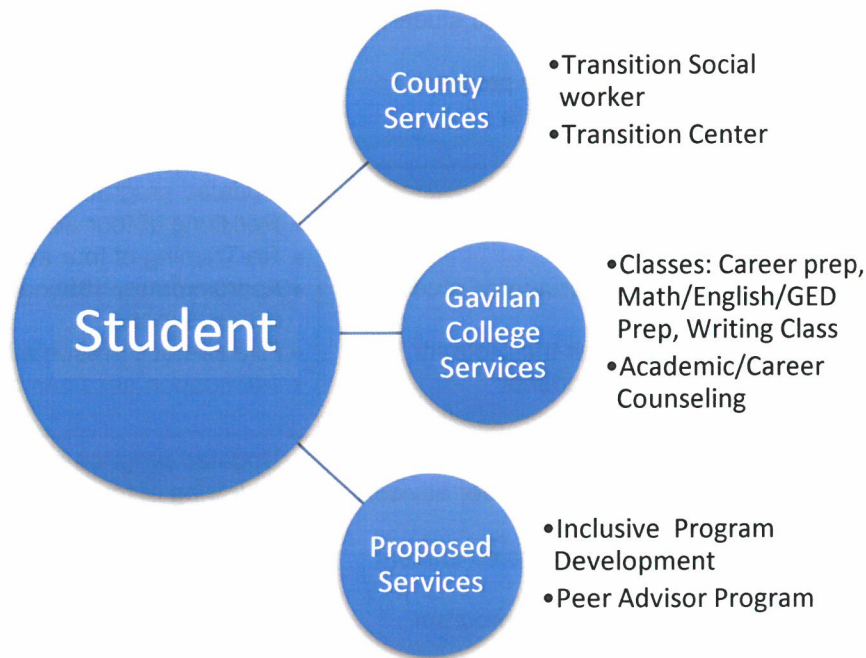 County
Services
•Transition Social
worker
•Transition Center
Student
Gavilan
College
Services
•Classes: Career prep,
Math/English/GED
Prep, Writing Class
•Academic/Career
Counseling
Proposed
Services
•Inclusive Program
Development
•Peer Advisor Program